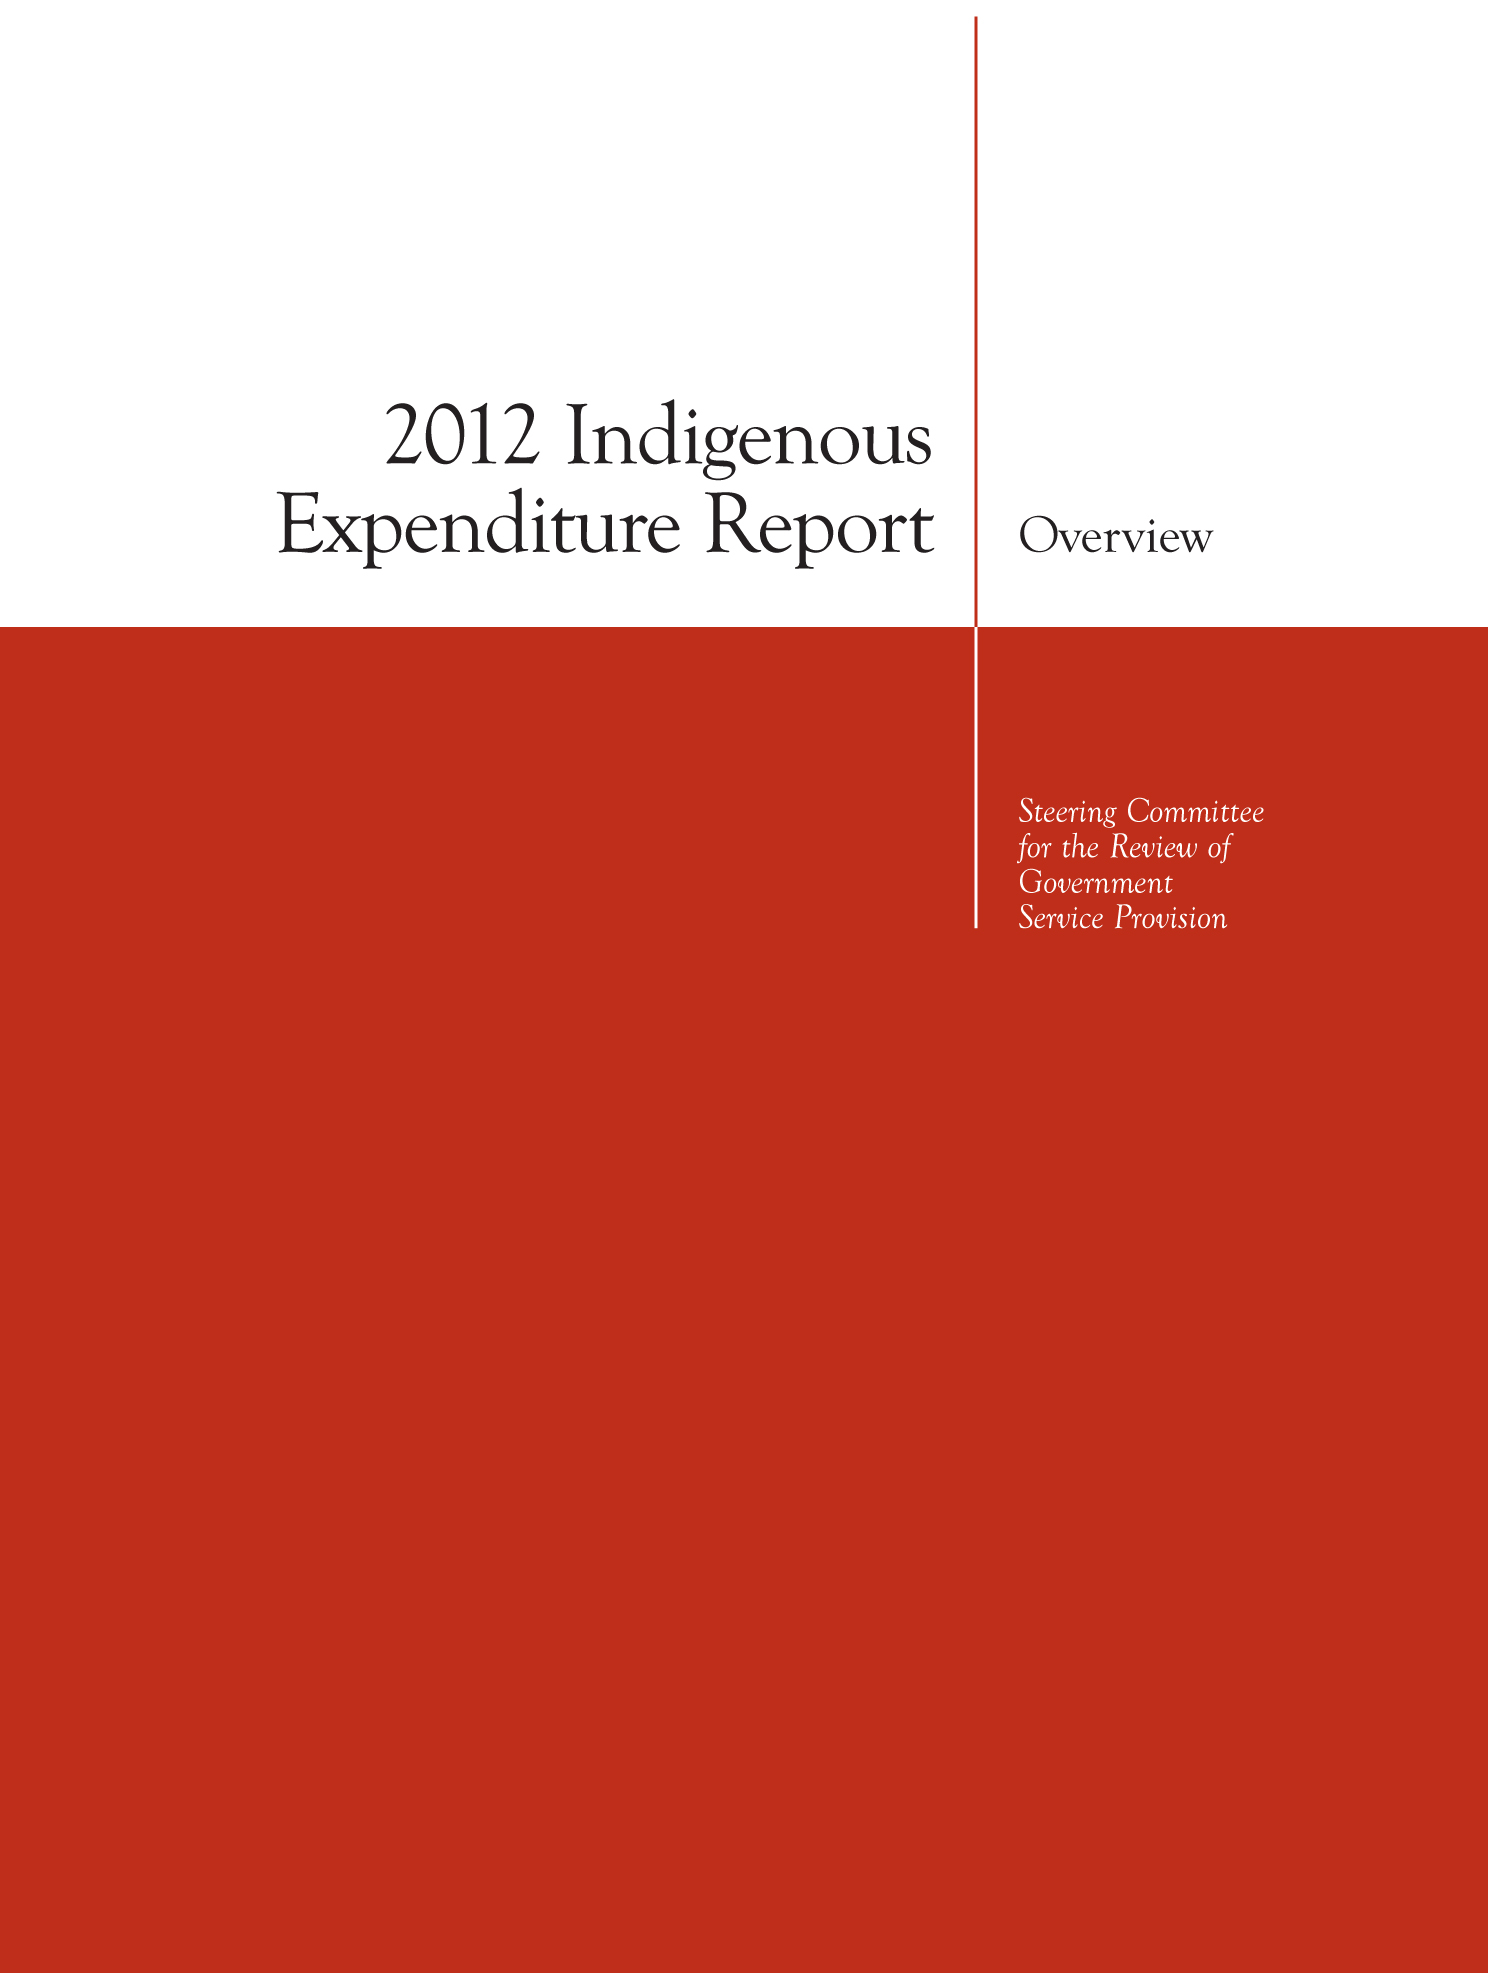 2012 Indigenous
Expenditure Report
Overview
Steering Committee
for the Review of
Government
Service Provision